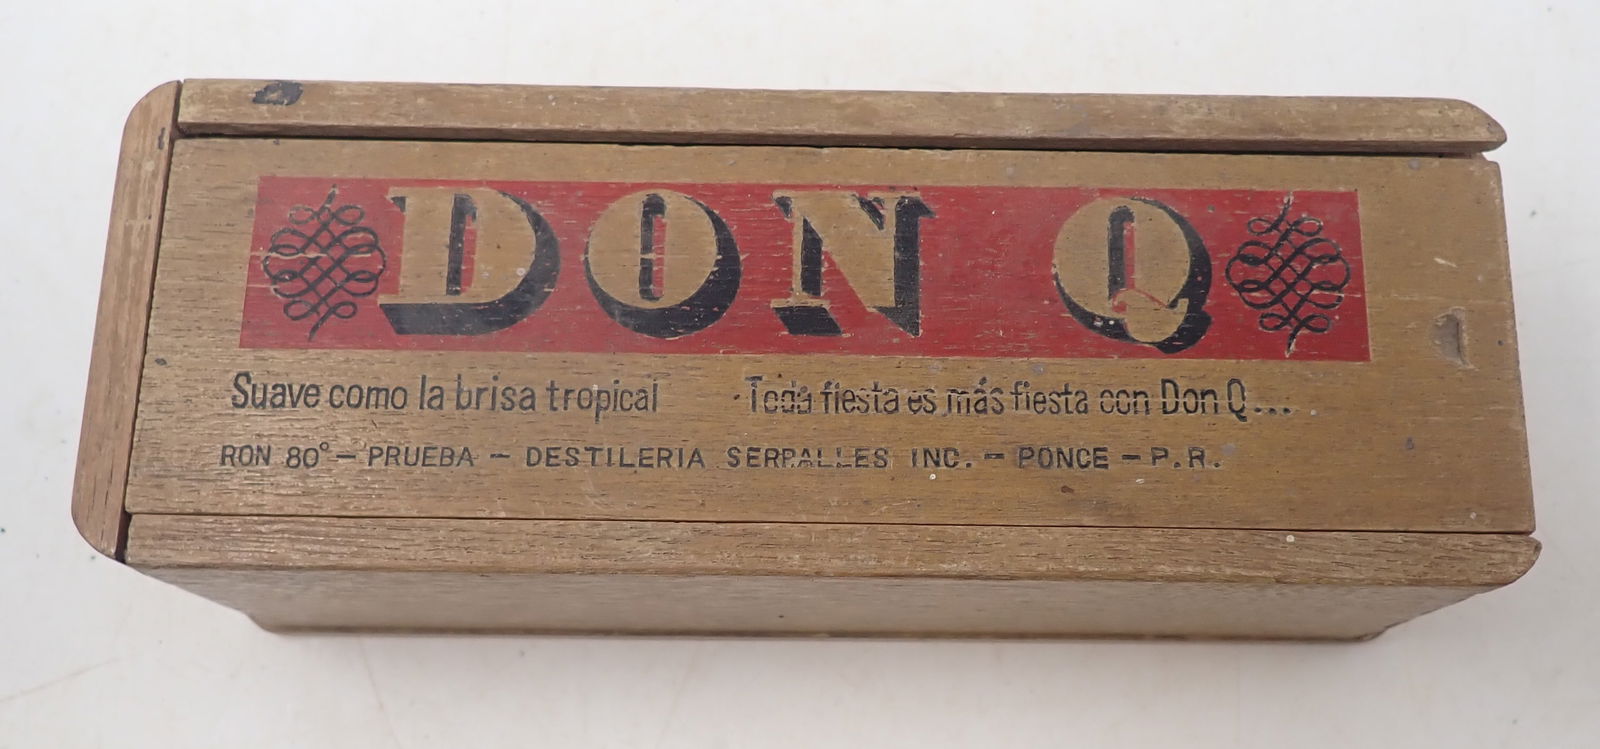 DON Q
Suave como la brisa tropical Toda fiesta es más fiesta con Don Q...
RON 80° - PRUEBA - DESTILERIA SERRALLES INC. - PONCE - P.R.